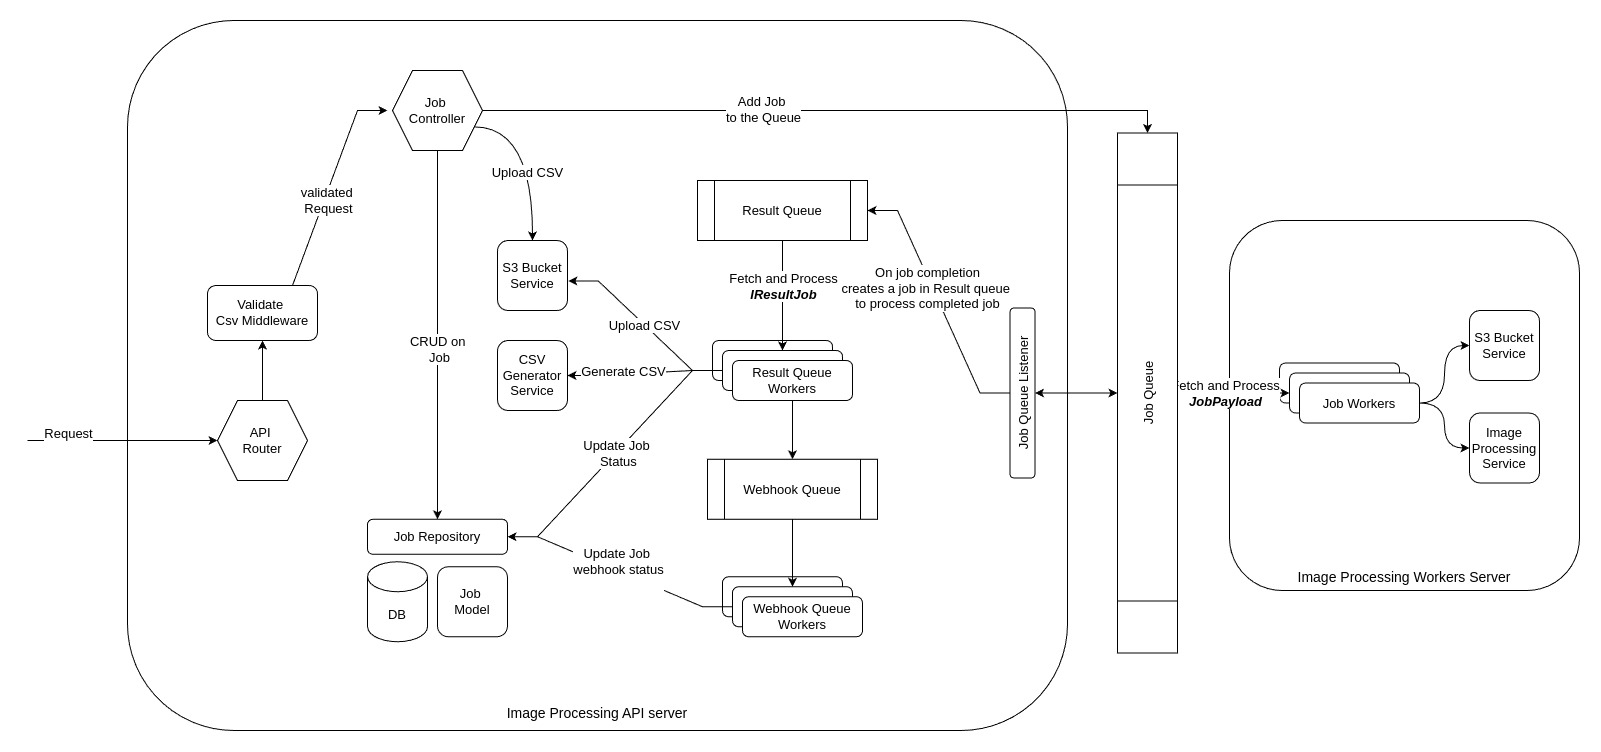 Job
Controller
Add Job
to the Queue
Upload CSV
validated
Request
Result Queue
S3 Bucket
Service
Fetch and Process
IResultJob
On job completion
creates a job in Result queue
to process completed job
Validate
Csv Middleware
Upload CSV
CRUD on
Job
CSV
Generator
Service
Generate CSV
Result Queue
Workers
Job Queue Listener
Job Queue
etch and Process
JobPayload
Job Workers
S3 Bucket
Service
Image
Processing
Service
Request
API
Router
Update Job
Status
Webhook Queue
Job Repository
Update Job
webhook status
DB
Job
Model
Webhook Queue
Workers
Image Processing Workers Server
Image Processing API server